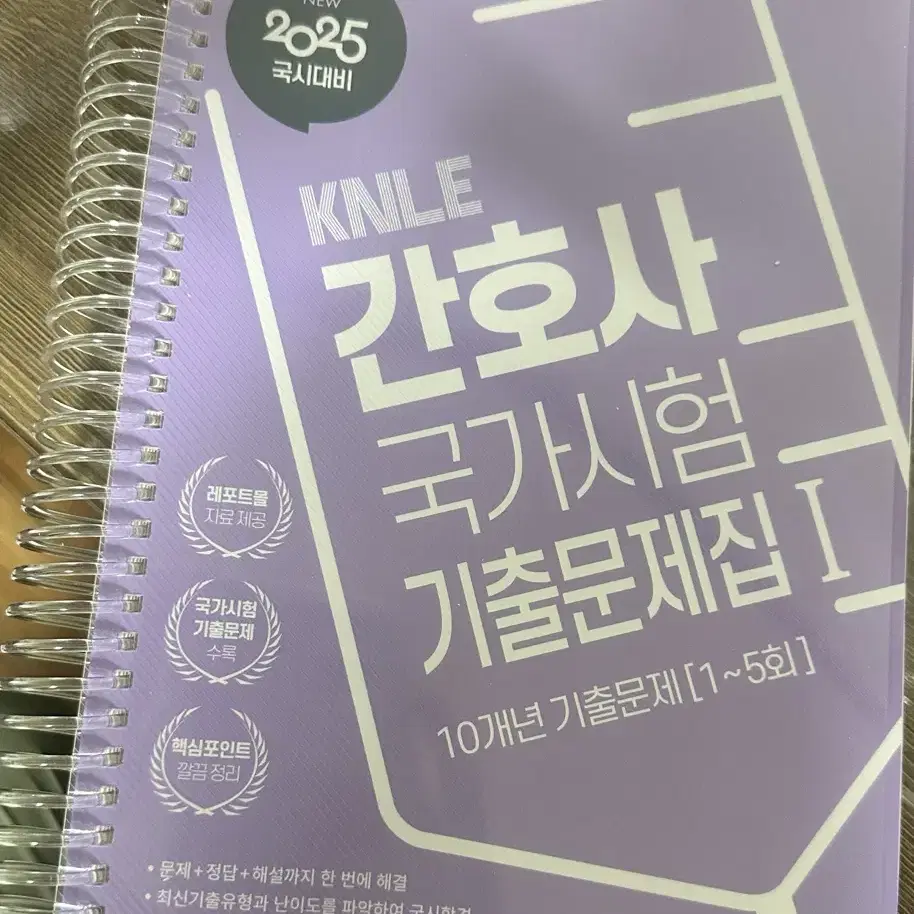 NEW
2025
국시대비
KNLE
간호사
국가시험
기출문제집 I
10개년 기출문제 [1~5회]
레포트몰
자료 제공
국가시험
기출문제
수록
핵심포인트
깔끔 정리
• 문제+정답+해설까지 한 번에 해결
• 최신기출유형과 난이도를 파악하여 국시합격